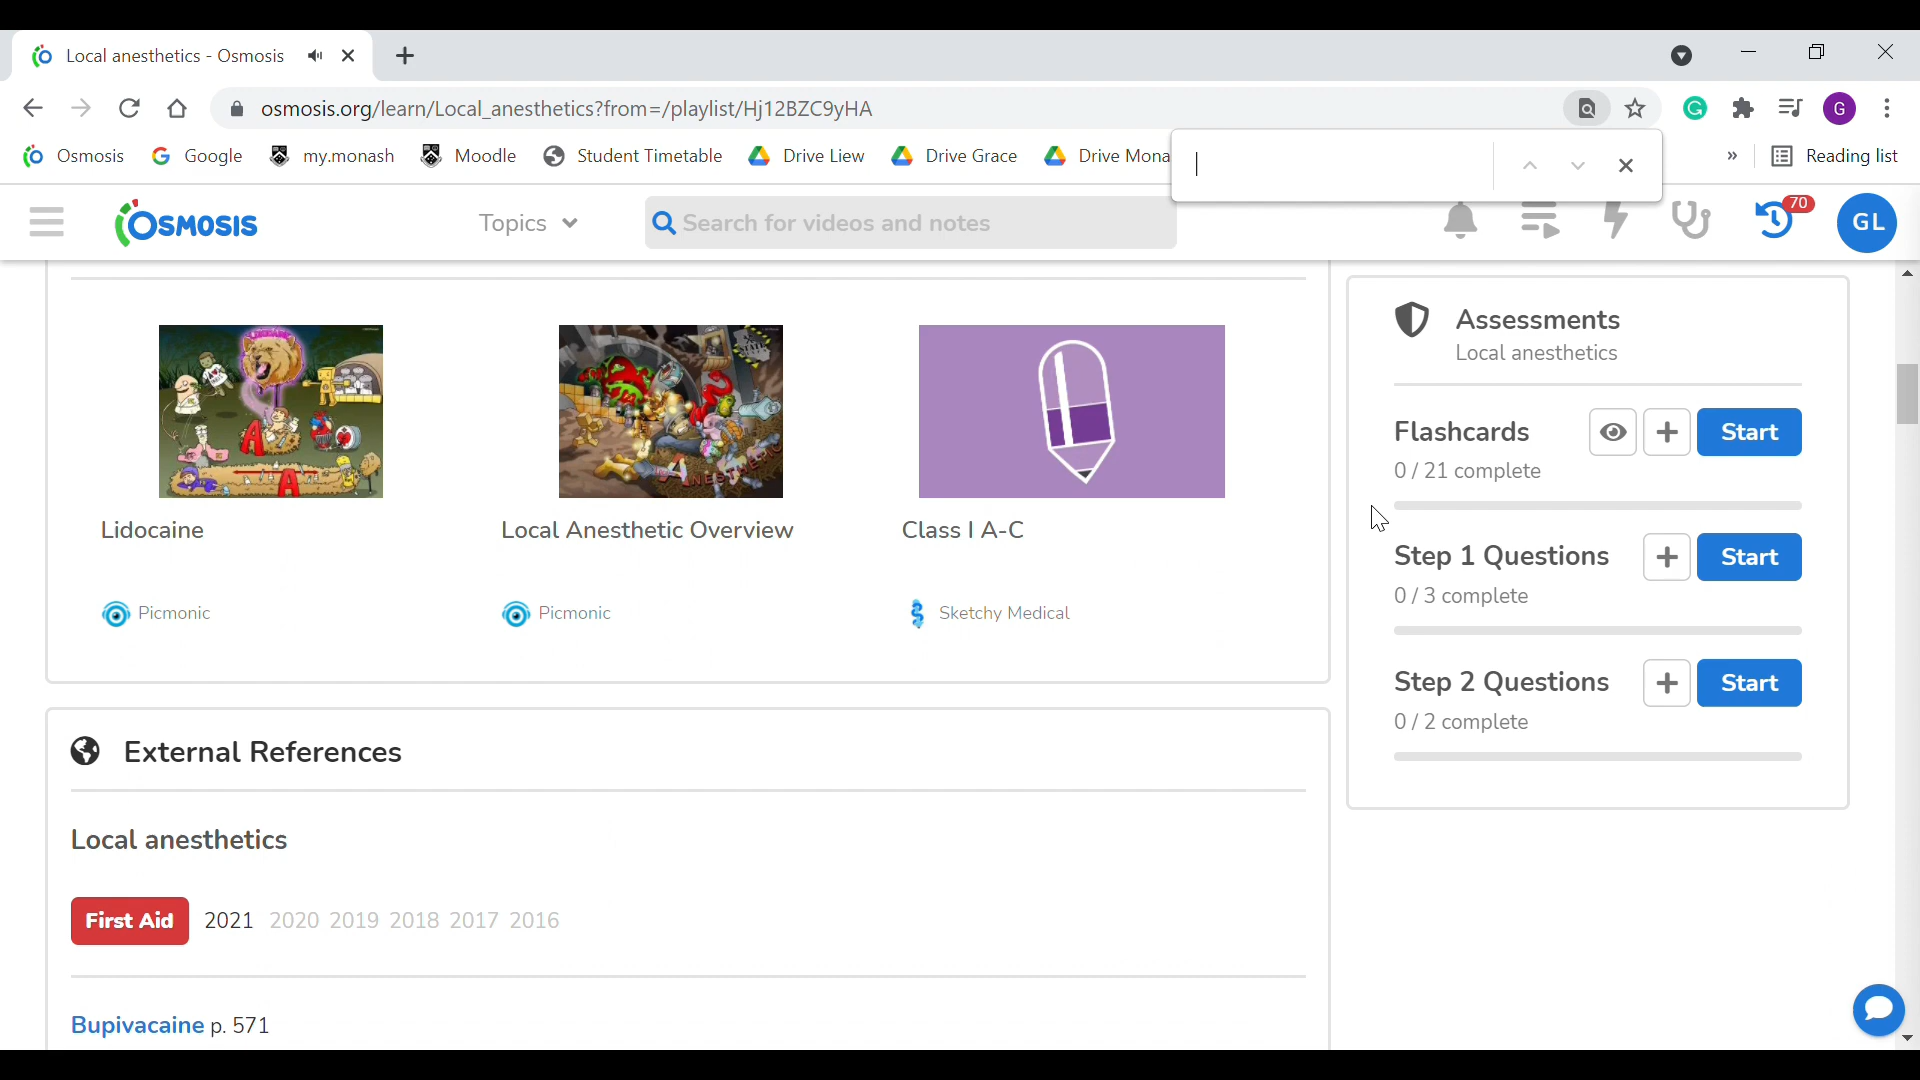 Local anesthetics - Osmosis
osmosis.org/learn/Local_anesthetics?from=/playlist/Hj12BZC9yHA
G
Osmosis
Google
my.monash
Moodle
Student Timetable
Drive Liew
Drive Grace
Drive Mona
»
Reading list
OSMOSIS
Topics
Search for videos and notes
70
GL
Lidocaine
Local Anesthetic Overview
Class I A-C
Picmonic
Picmonic
Sketchy Medical
Assessments
Local anesthetics
Flashcards
Start
0 / 21 complete
Step 1 Questions
Start
0 / 3 complete
Step 2 Questions
Start
0 / 2 complete
External References
Local anesthetics
First Aid 2021 2020 2019 2018 2017 2016
Bupivacaine p. 571